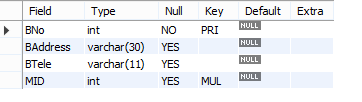 Field Type Null Key Default Extra
BNo int NO PRI NULL
BAddress varchar(30) YES NULL
BTele varchar(11) YES NULL
MID int YES MUL NULL